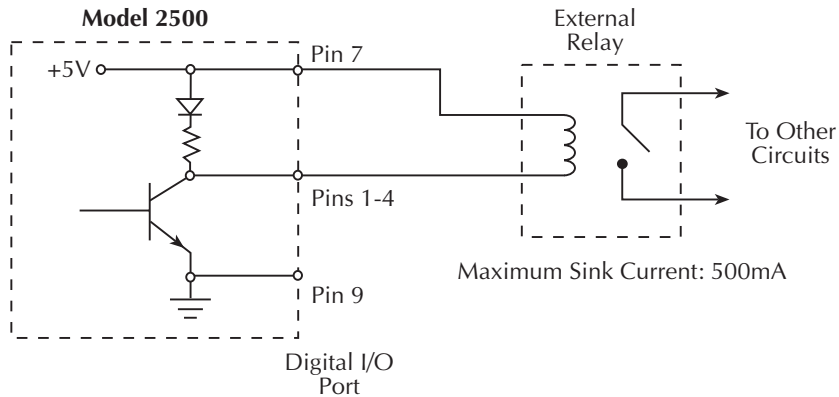 Model 2500
External
Relay
+5V
Pin 7
To Other
Circuits
Pins 1-4
Maximum Sink Current: 500mA
Pin 9
Digital I/O
Port